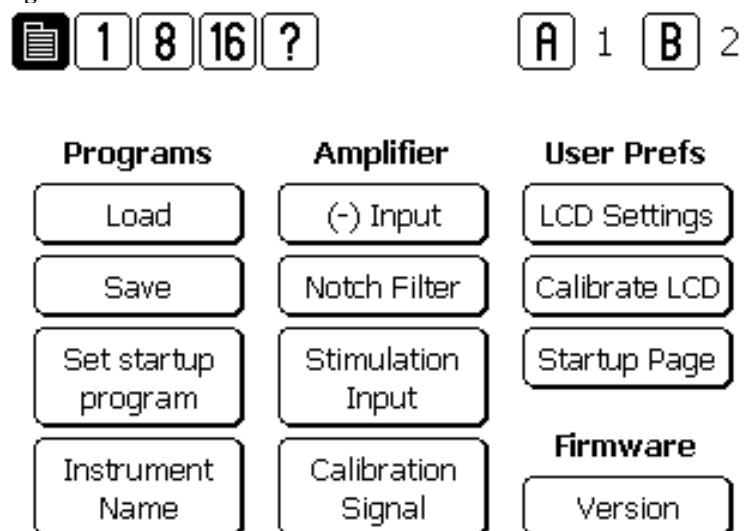 1 8 16 ? A 1 B 2
Programs Amplifier User Prefs
Load (-) Input LCD Settings
Save Notch Filter Calibrate LCD
Set startup
program
Stimulation
Input
Startup Page
Instrument
Name
Calibration
Signal
Firmware
Version